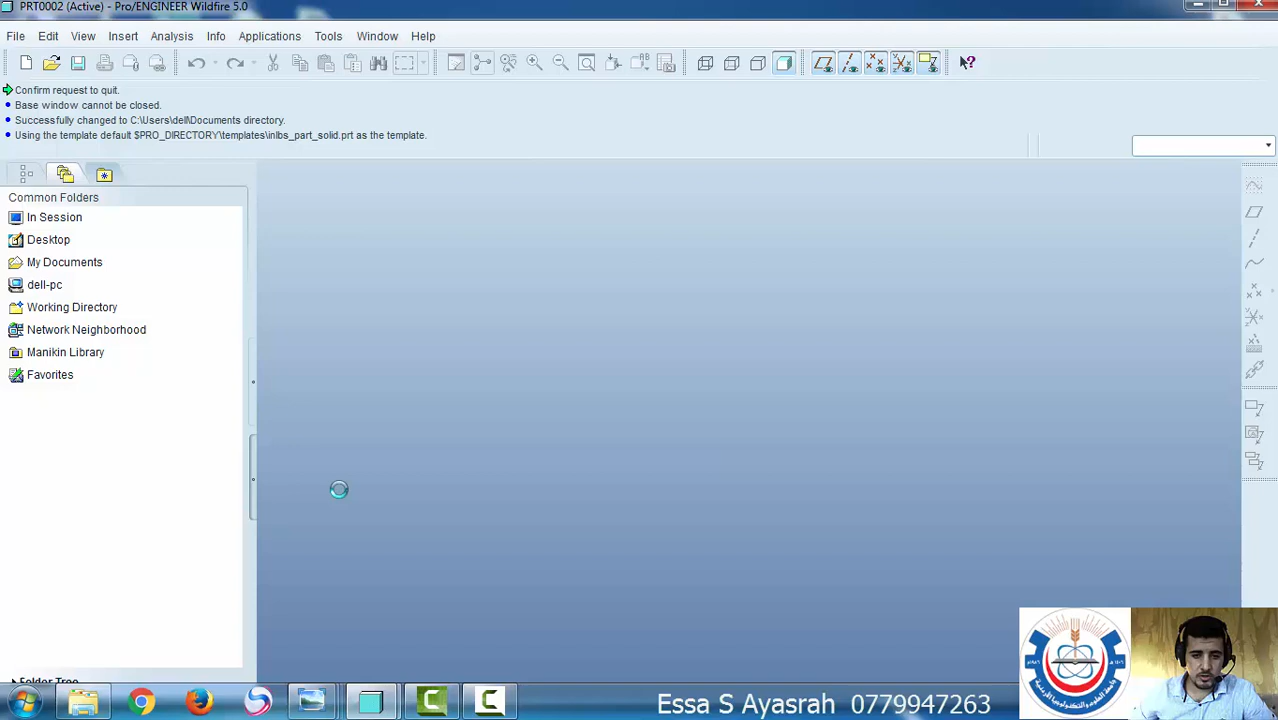 PRT0002 (Active) - Pro/ENGINEER Wildfire 5.0
File Edit View Insert Analysis Info Applications Tools Window Help
Confirm request to quit.
Base window cannot be closed.
Successfully changed to C:\Users\dell\Documents directory.
Using the template default $PRO_DIRECTORY\templates\inlbs_part_solid.prt as the template.
Common Folders
In Session
Desktop
My Documents
dell-pc
Working Directory
Network Neighborhood
Manikin Library
Favorites
Folder Tree
Essa S Ayasrah 0779947263